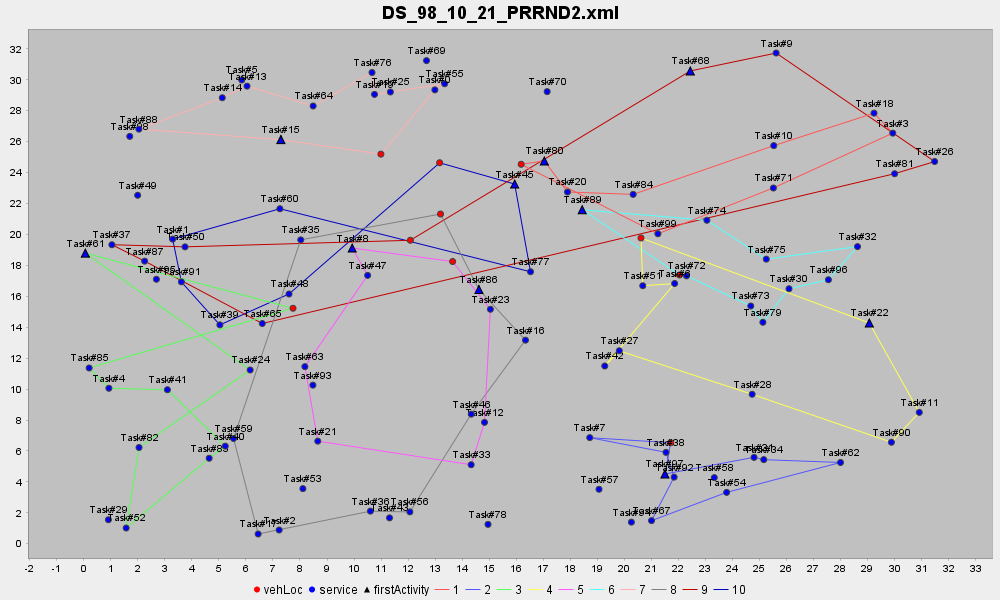 DS_98_10_21_PRRND2.xml
32
30
28
26
24
22
20
18
16
14
12
10
8
6
4
2
0
Task#9
Task#69
Task#68
Task#76
Task#5
Task#13
Task#55
Task#25
Task#70
Task#14
Task#64
Task#18
Task#88
Task#98
Task#15
Task#3
Task#10
Task#80
Task#26
Task#81
Task#45
Task#20
Task#84
Task#71
Task#49
Task#60
Task#89
Task#74
Task#37
Task#1
Task#50
Task#35
Task#8
Task#99
Task#61
Task#87
Task#32
Task#75
Task#95
Task#91
Task#47
Task#77
Task#72
Task#51
Task#96
Task#48
Task#86
Task#30
Task#23
Task#73
Task#39
Task#65
Task#79
Task#22
Task#16
Task#27
Task#85
Task#24
Task#63
Task#42
Task#4
Task#41
Task#93
Task#28
Task#46
Task#12
Task#11
Task#59
Task#40
Task#82
Task#21
Task#7
Task#38
Task#90
Task#83
Task#33
Task#34
Task#62
Task#97
Task#92
Task#58
Task#53
Task#57
Task#54
Task#29
Task#52
Task#36
Task#43
Task#56
Task#2
Task#78
Task#67
-2 -1 0 1 2 3 4 5 6 7 8 9 10 11 12 13 14 15 16 17 18 19 20 21 22 23 24 25 26 27 28 29 30 31 32 33
vehLoc service firstActivity 1 2 3 4 5 6 7 8 9 10